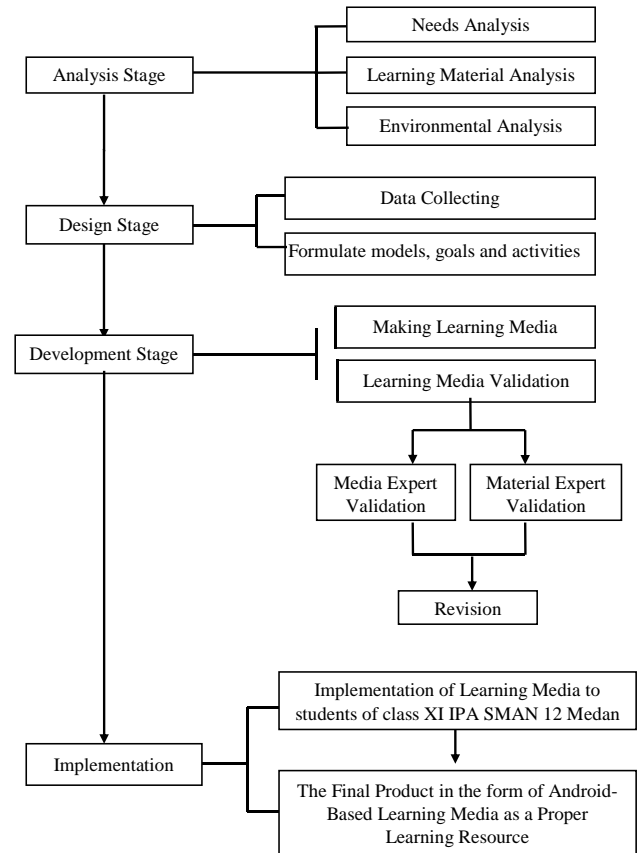 Needs Analysis
Analysis Stage
Learning Material Analysis
Environmental Analysis
Data Collecting
Design Stage
Formulate models, goals and activities
Making Learning Media
Development Stage
Learning Media Validation
Media Expert
Validation
Material Expert
Validation
Revision
Implementation of Learning Media to
students of class XI IPA SMAN 12 Medan
Implementation
The Final Product in the form of Android-
Based Learning Media as a Proper
Learning Resource